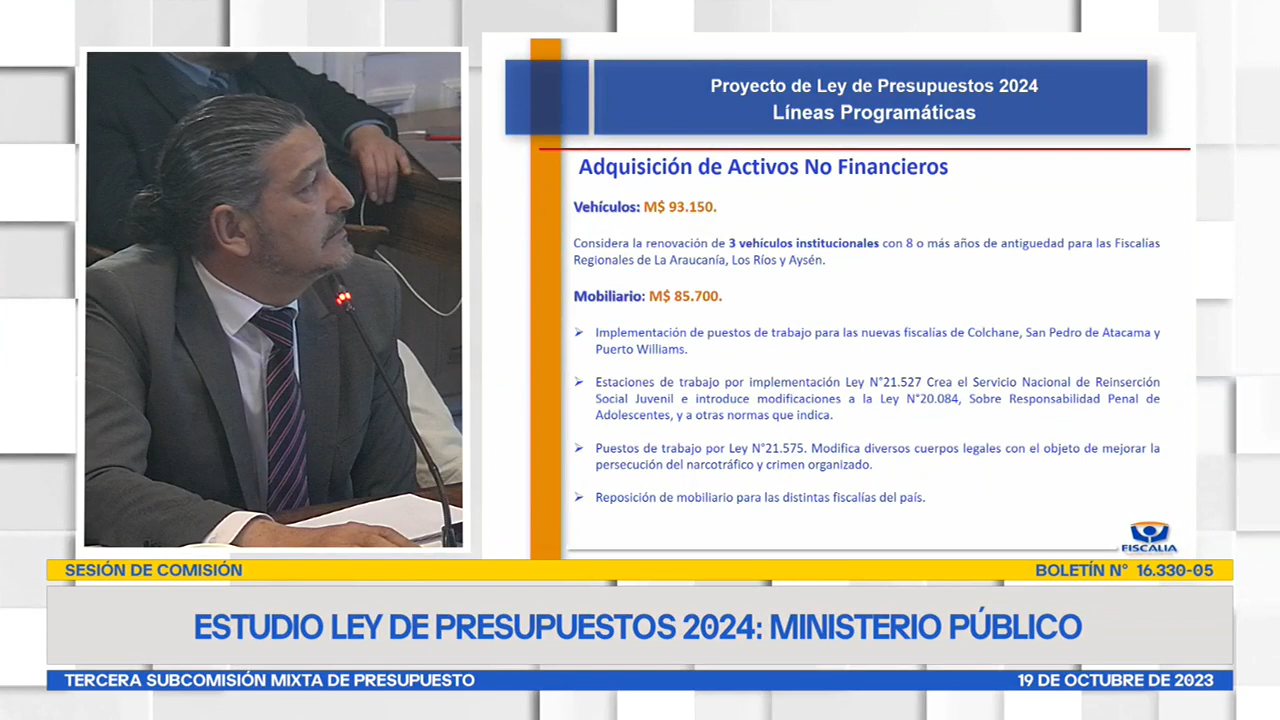 Proyecto de Ley de Presupuestos 2024
Líneas Programáticas
Adquisición de Activos No Financieros
Vehículos: M$ 93.150.
Considera la renovación de 3 vehículos institucionales con 8 o más años de antiguedad para las Fiscalías
Regionales de La Araucanía, Los Ríos y Aysén.
Mobiliario: M$ 85.700.
Implementación de puestos de trabajo para las nuevas fiscalías de Colchane, San Pedro de Atacama y
Puerto Williams.
Estaciones de trabajo por implementación Ley N°21.527 Crea el Servicio Nacional de Reinserción
Social Juvenil e introduce modificaciones a la Ley N°20.084, Sobre Responsabilidad Penal de
Adolescentes, y a otras normas que indica.
Puestos de trabajo por Ley N°21.575. Modifica diversos cuerpos legales con el objeto de mejorar la
persecución del narcotráfico y crimen organizado.
Reposición de mobiliario para las distintas fiscalías del país.
FISCALIA
SESIÓN DE COMISIÓN
BOLETÍN N° 16.330-05
ESTUDIO LEY DE PRESUPUESTOS 2024: MINISTERIO PÚBLICO
TERCERA SUBCOMISIÓN MIXTA DE PRESUPUESTO
19 DE OCTUBRE DE 2023